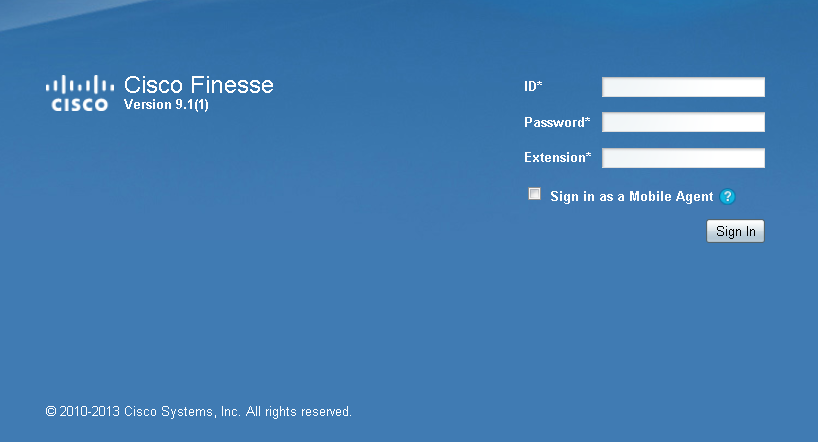 CISCO
Cisco Finesse
Version 9.1(1)
ID*
Password*
Extension*
Sign in as a Mobile Agent ?
Sign In
© 2010-2013 Cisco Systems, Inc. All rights reserved.